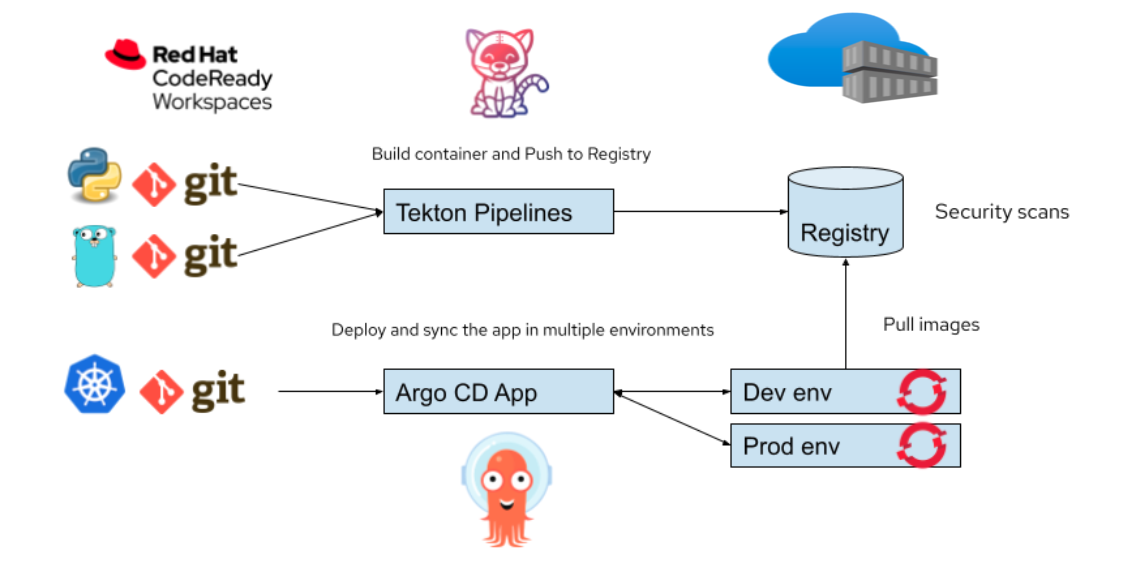 Red Hat
CodeReady
Workspaces
Build container and Push to Registry
git
Tekton Pipelines
git
Registry
Security scans
Deploy and sync the app in multiple environments
Pull images
git
Argo CD App
Dev env
Prod env